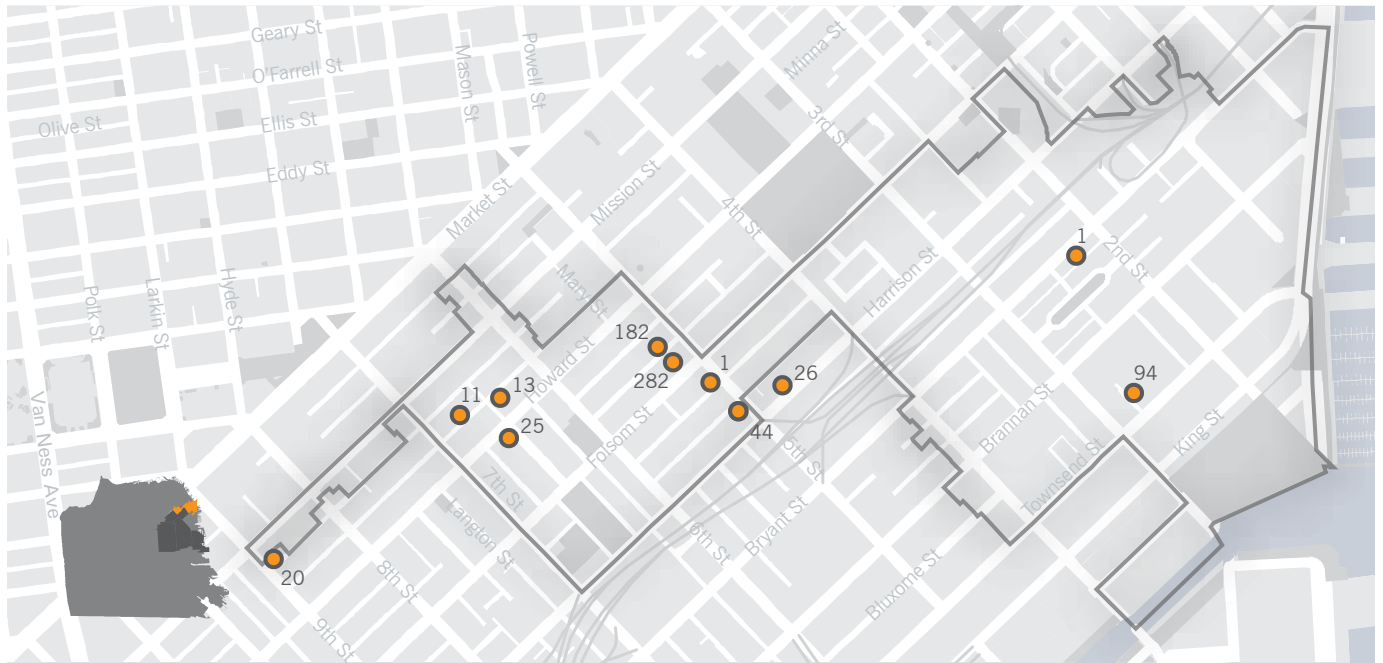 Geary St
O'Farrell St
Mason St
Powell St
Minna St
Olive St
Ellis St
3rd St
Eddy St
Market St
Mission St
4th St
1
2nd St
Polk St
Larkin St
Hyde St
Mary St
Harrison St
182
282
1
26
Howard St
11
13
25
44
94
Folsom St
5th St
Brannan St
King St
Van Ness Ave
7th St
Langton St
6th St
Bryant St
Townsend St
20
8th St
Bluxome St
9th St